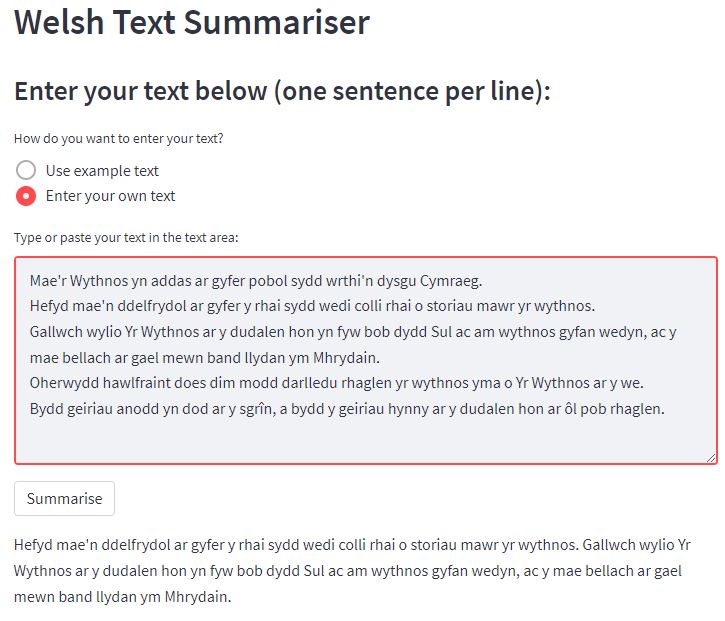 Welsh Text Summariser
Enter your text below (one sentence per line):
How do you want to enter your text?
Use example text
Enter your own text
Type or paste your text in the text area:
Mae'r Wythnos yn addas ar gyfer pobol sydd wrthi'n dysgu Cymraeg.
Hefyd mae'n ddelfrydol ar gyfer y rhai sydd wedi colli rhai o storiau mawr yr wythnos.
Gallwch wylio Yr Wythnos ar y dudalen hon yn fyw bob dydd Sul ac am wythnos gyfan wedyn, ac y
mae bellach ar gael mewn band llydan ym Mhrydain.
Oherwydd hawlfraint does dim modd darlledu rhaglen yr wythnos yma o Yr Wythnos ar y we.
Bydd geiriau anodd yn dod ar y sgrîn, a bydd y geiriau hynny ar y dudalen hon ar ôl pob rhaglen.
Summarise
Hefyd mae'n ddelfrydol ar gyfer y rhai sydd wedi colli rhai o storiau mawr yr wythnos. Gallwch wylio Yr
Wythnos ar y dudalen hon yn fyw bob dydd Sul ac am wythnos gyfan wedyn, ac y mae bellach ar gael
mewn band llydan ym Mhrydain.